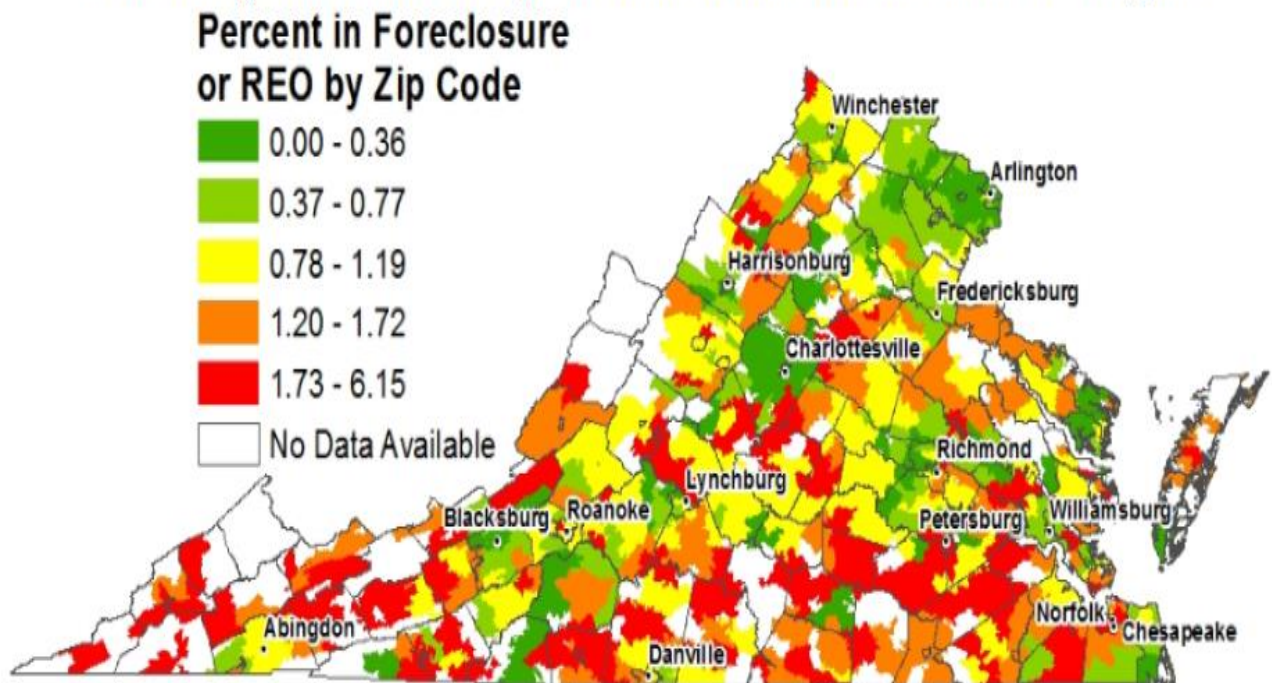 Percent in Foreclosure
or REO by Zip Code
0.00 - 0.36
0.37 - 0.77
0.78 - 1.19
1.20 - 1.72
1.73 - 6.15
No Data Available
Winchester
Arlington
Harrisonburg
Fredericksburg
Charlottesville
Richmond
Lynchburg
Blacksburg
Roanoke
Petersburg
Williamsburg
Norfolk
Abingdon
Chesapeake
Danville